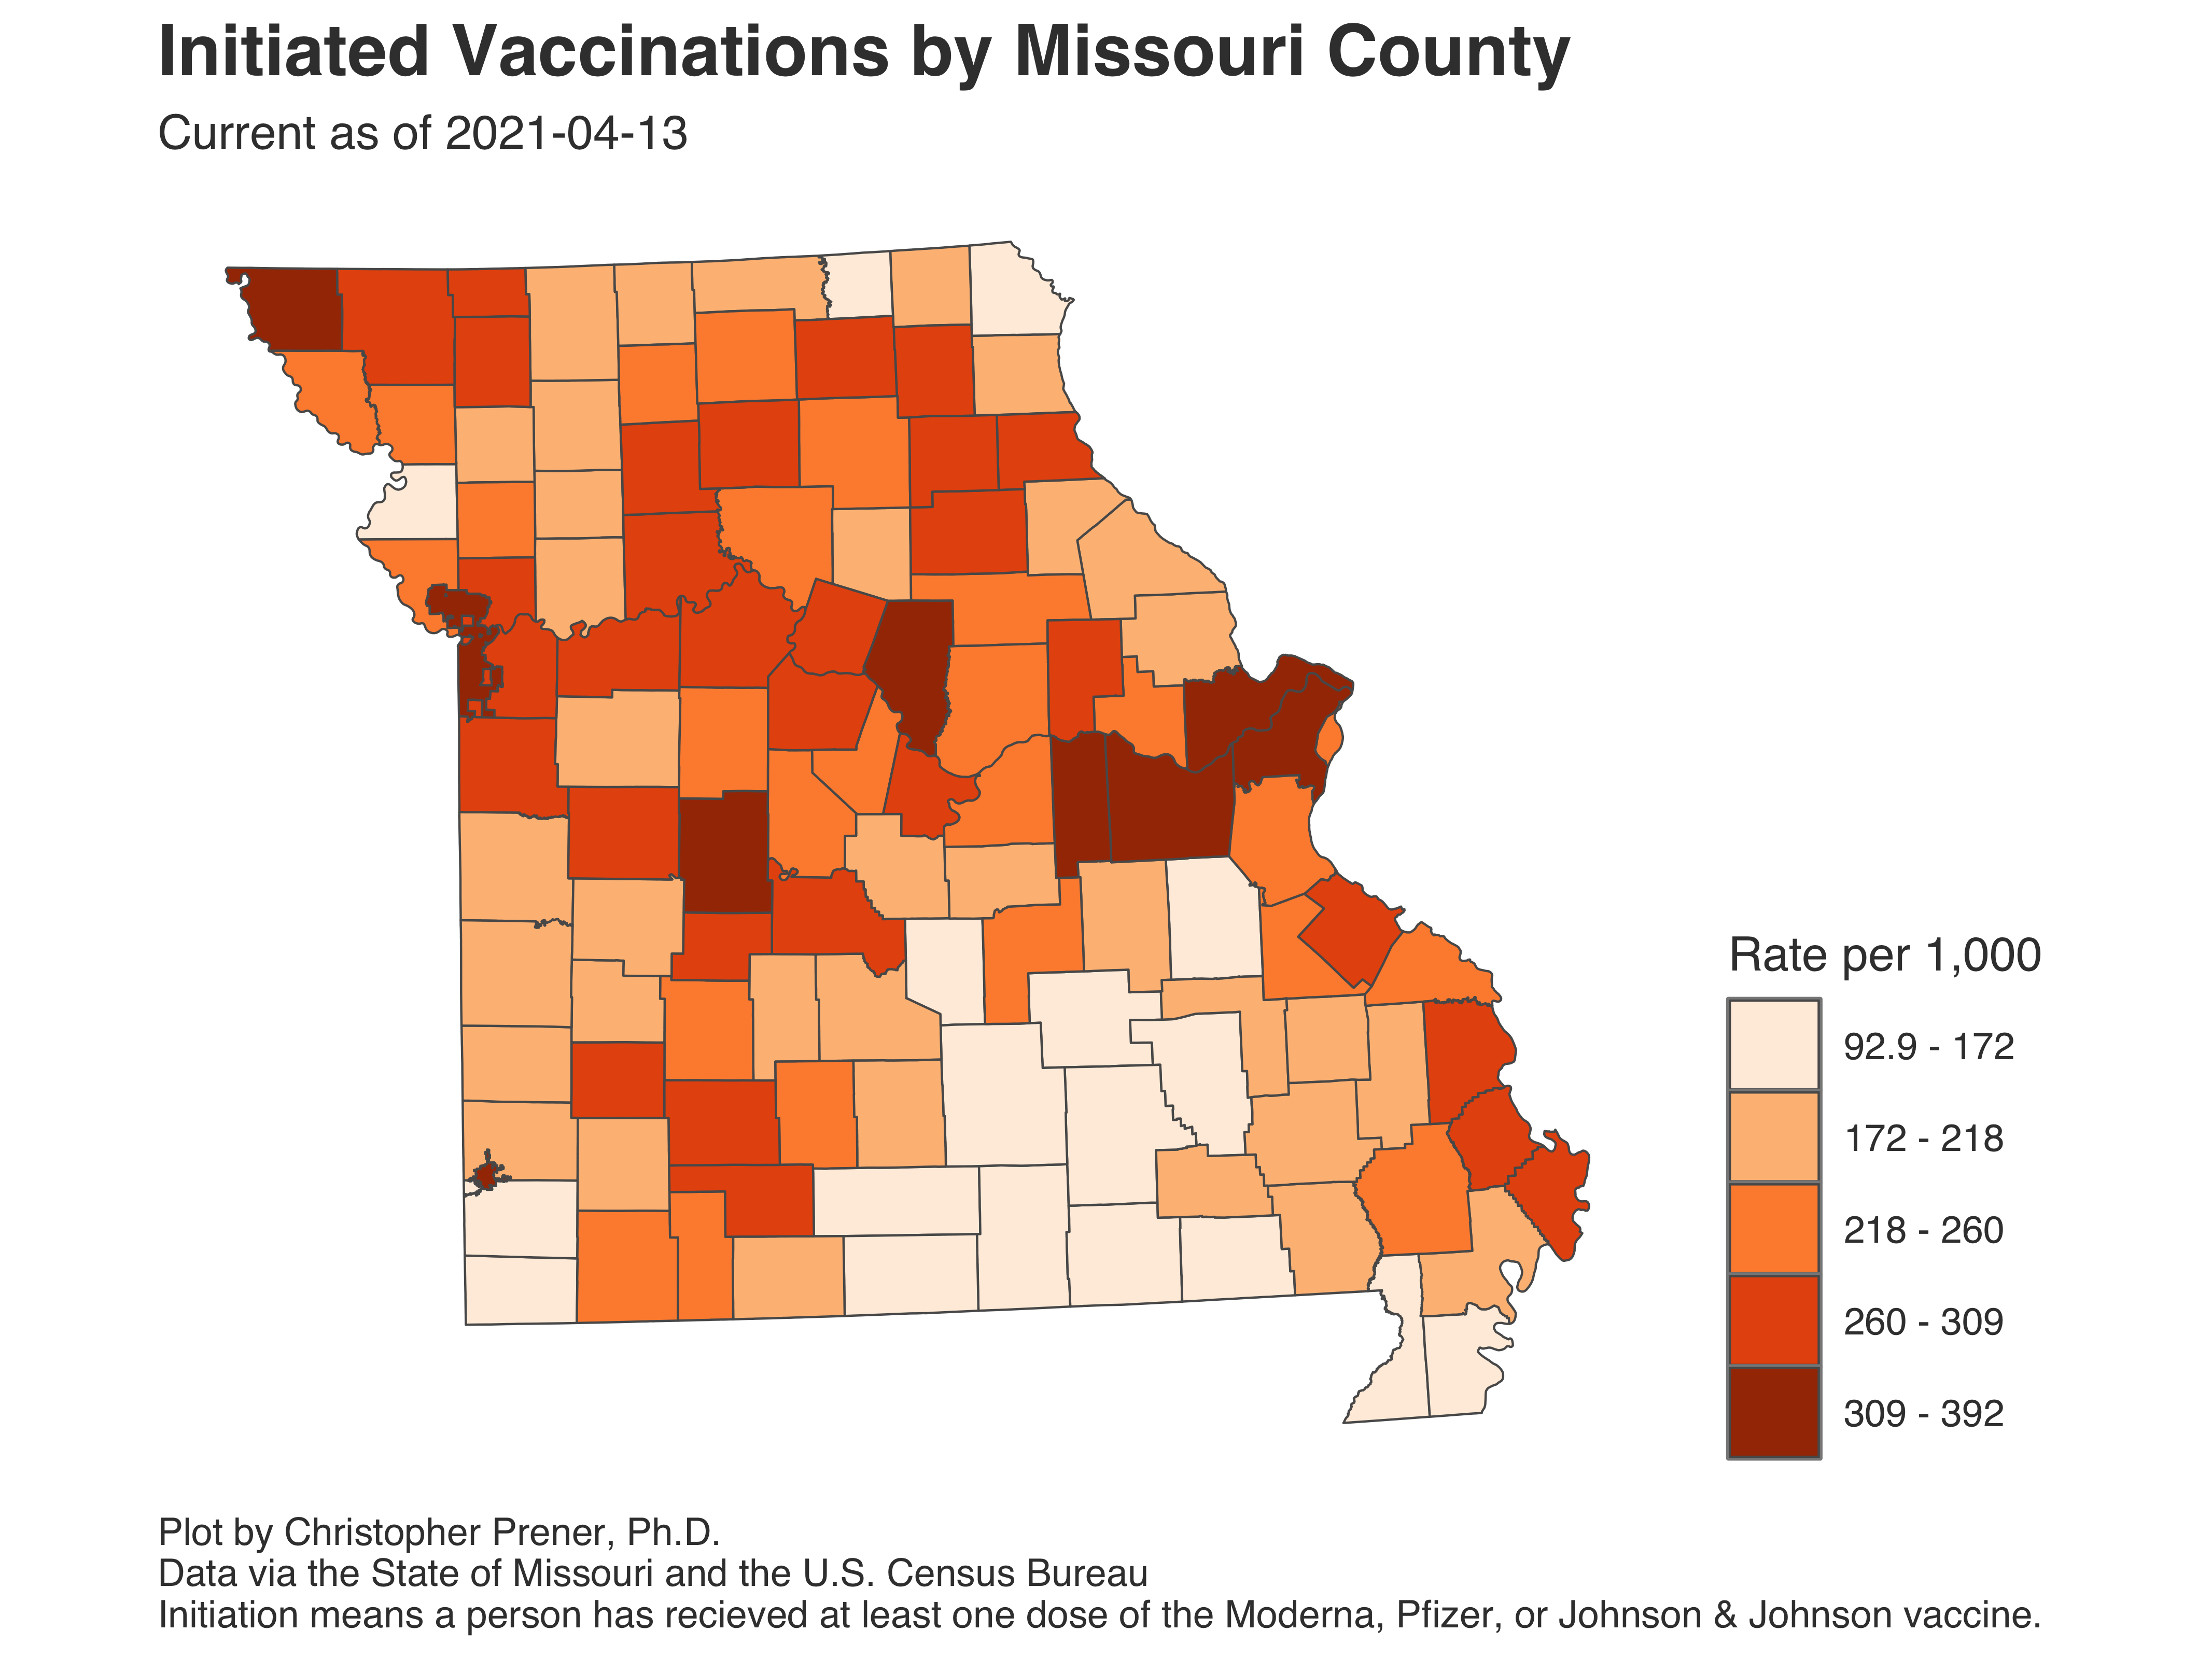 Initiated Vaccinations by Missouri County
Current as of 2021-04-13
Rate per 1,000
92.9 - 172
172 - 218
218 - 260
260 - 309
309 - 392
Plot by Christopher Prener, Ph.D.
Data via the State of Missouri and the U.S. Census Bureau
Initiation means a person has recieved at least one dose of the Moderna, Pfizer, or Johnson & Johnson vaccine.